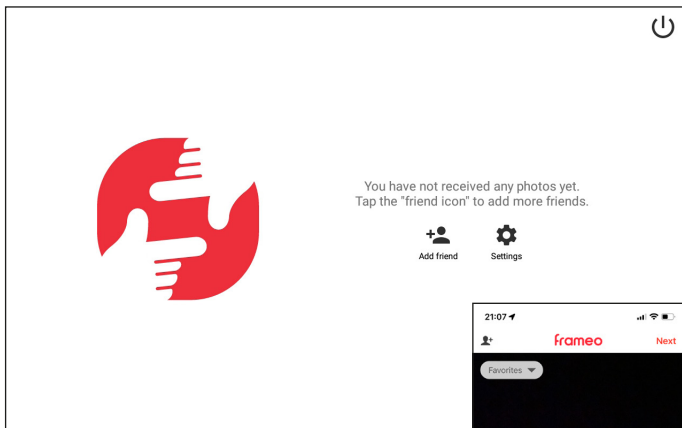 You have not received any photos yet.
Tap the "friend icon" to add more friends.
Add friend
Settings
21:07
frameo
Next
Favorites